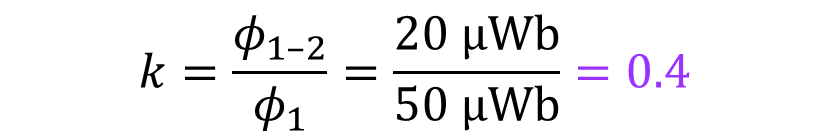 k = ϕ₁₋₂ / ϕ₁ = 20 μWb / 50 μWb = 0.4